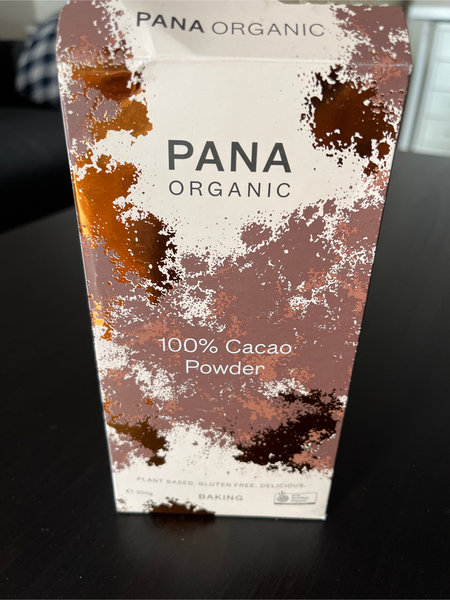 PANA ORGANIC
PANA
ORGANIC
100% Cacao
Powder
PLANT BASED. GLUTEN FREE. DELICIOUS.
BAKING